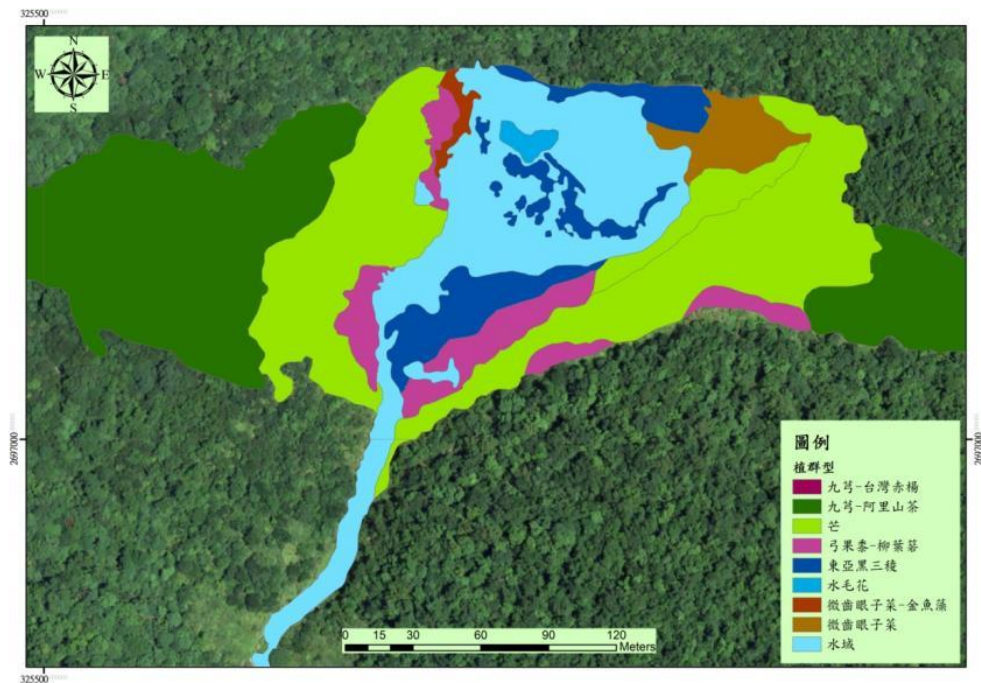 325500
N
W E
S
2697000
2697000
圖例
植群型
九芎-台灣赤楊
九芎-阿里山茶
芒
弓果黍-柳葉箬
東亞黑三稜
水毛花
微齒眼子菜-金魚藻
微齒眼子菜
水域
0 15 30 60 90 120
Meters
325500